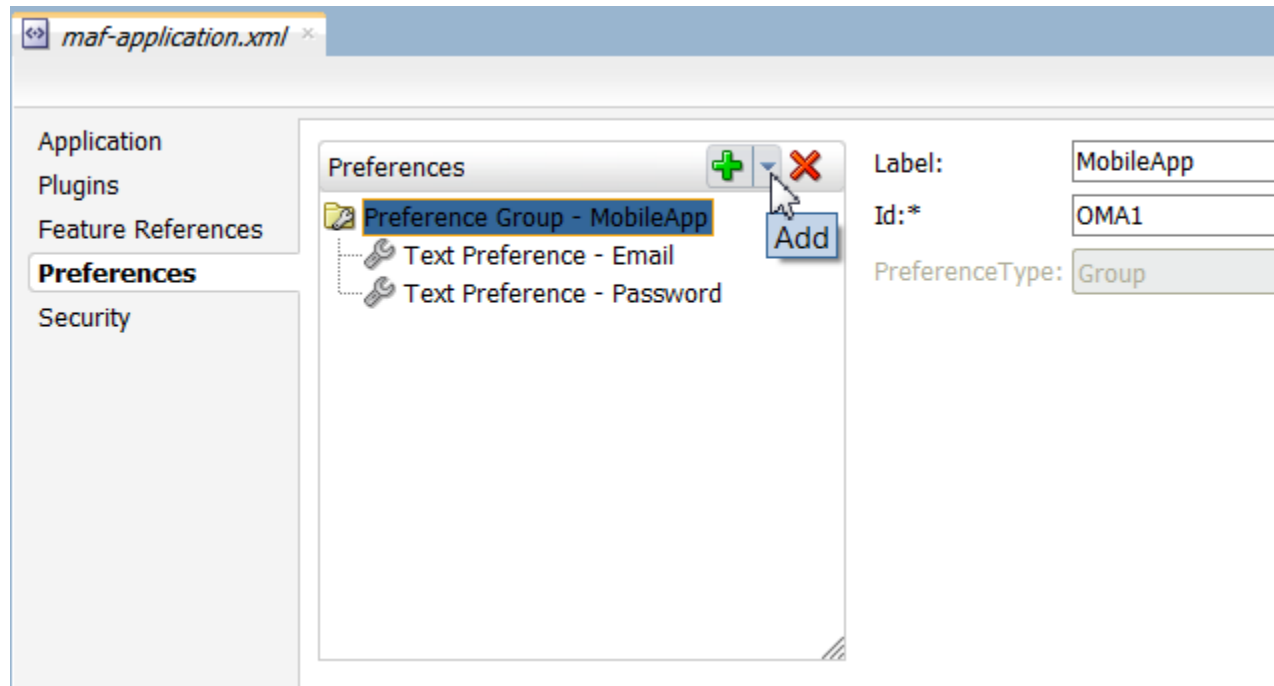 maf-application.xml
Application
Plugins
Feature References
Preferences
Security
Preferences
Preference Group - MobileApp
Add
Text Preference - Email
Text Preference - Password
Label: MobileApp
Id:* OMA1
PreferenceType: Group